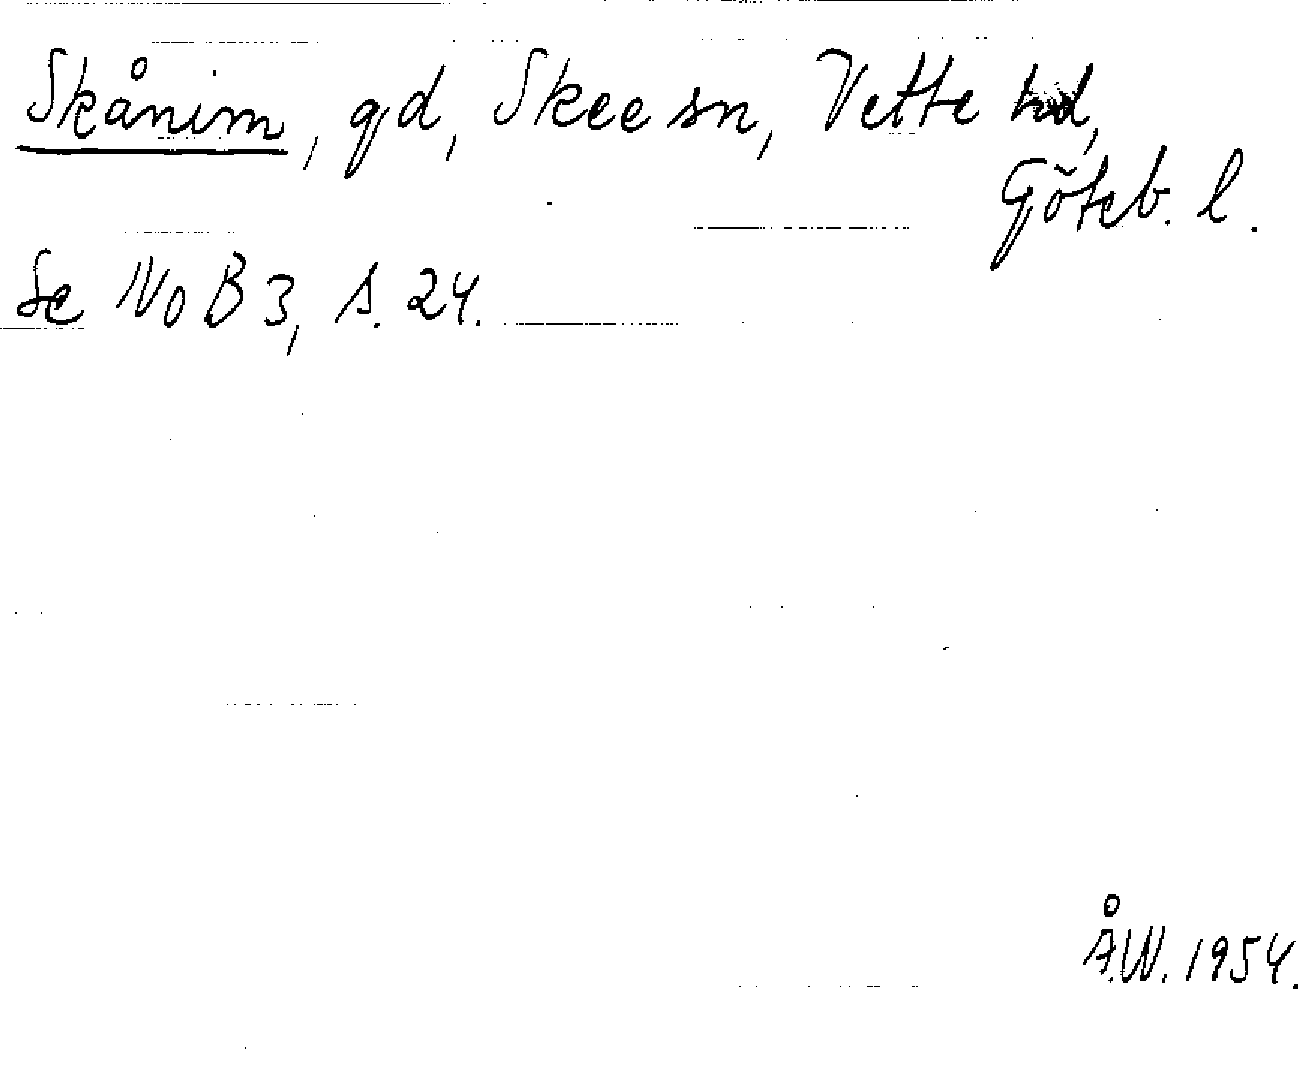 Skånim, gd, Skee sn, Vette hd,
Göteb. l.
Se NoB 3, s. 24.
Å.W. 1954.